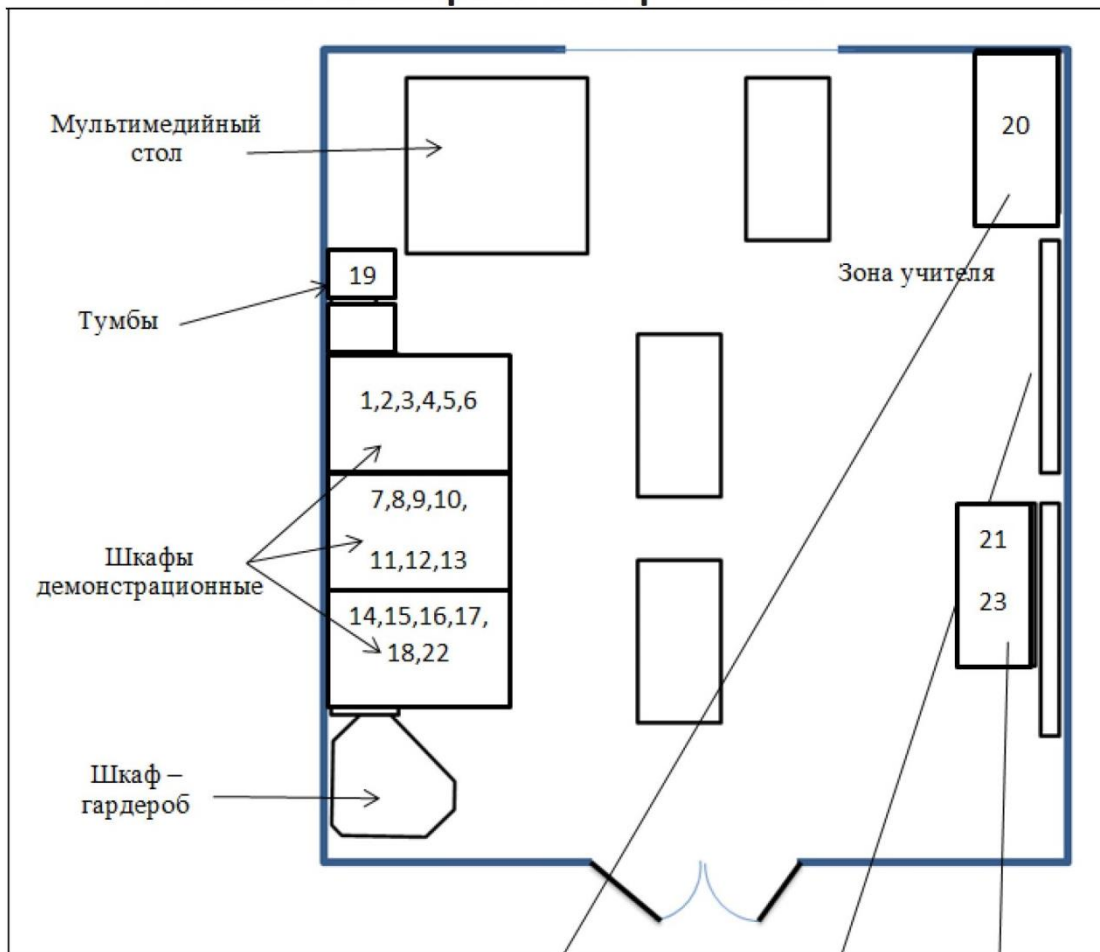 Мультимедийный
стол
20
Зона учителя
19
Тумбы
1,2,3,4,5,6
7,8,9,10,
11,12,13
Шкафы
демонстрационные
14,15,16,17,
18,22
21
23
Шкаф –
гардероб